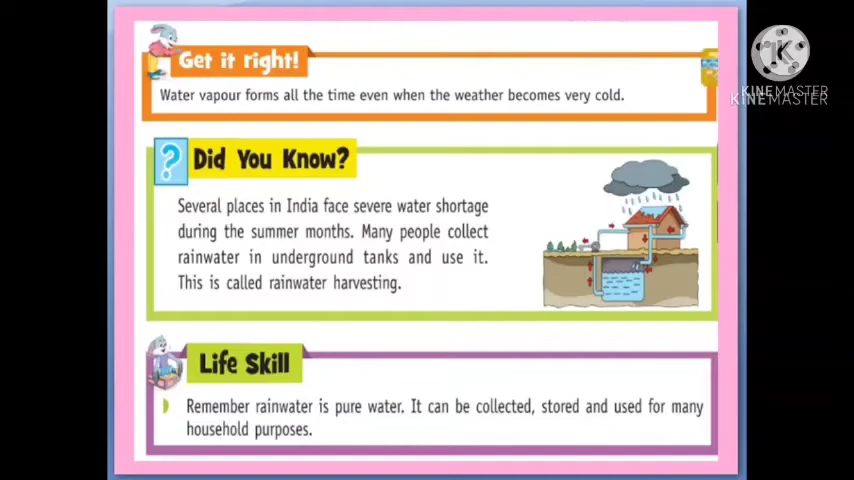 Get it right!
KINEMASTER
KINEMASTER
Water vapour forms all the time even when the weather becomes very cold.
?
Did You Know?
Several places in India face severe water shortage
during the summer months. Many people collect
rainwater in underground tanks and use it.
This is called rainwater harvesting.
Life Skill
Remember rainwater is pure water. It can be collected, stored and used for many
household purposes.